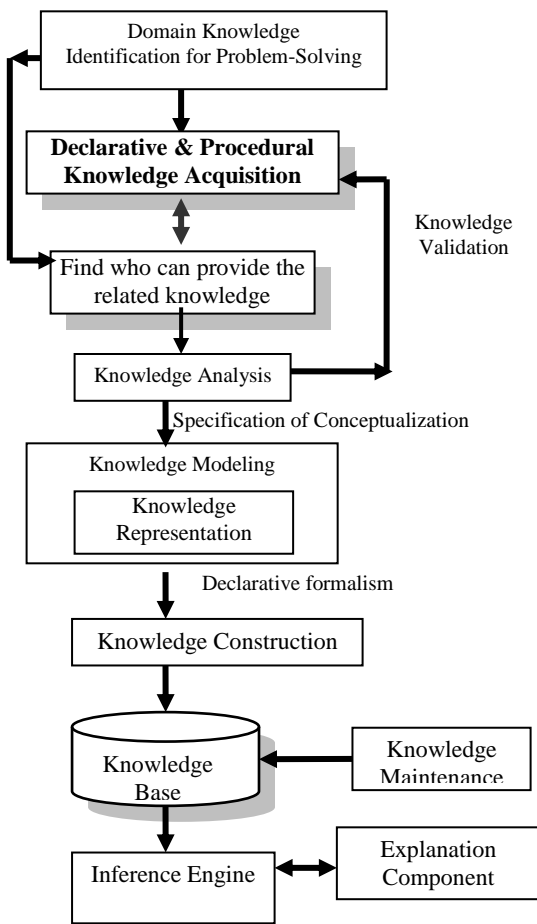 Domain Knowledge
Identification for Problem-Solving
Declarative & Procedural
Knowledge Acquisition
Knowledge
Validation
Find who can provide the
related knowledge
Knowledge Analysis
Specification of Conceptualization
Knowledge Modeling
Knowledge
Representation
Declarative formalism
Knowledge Construction
Knowledge
Base
Knowledge
Maintenance
Inference Engine
Explanation
Component